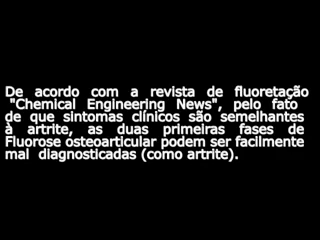 De acordo com a revista de fluoretação
"Chemical Engineering News", pelo fato
de que sintomas clínicos são semelhantes
à artrite, as duas primeiras fases de
Fluorose osteoarticular podem ser facilmente
mal diagnosticadas (como artrite).